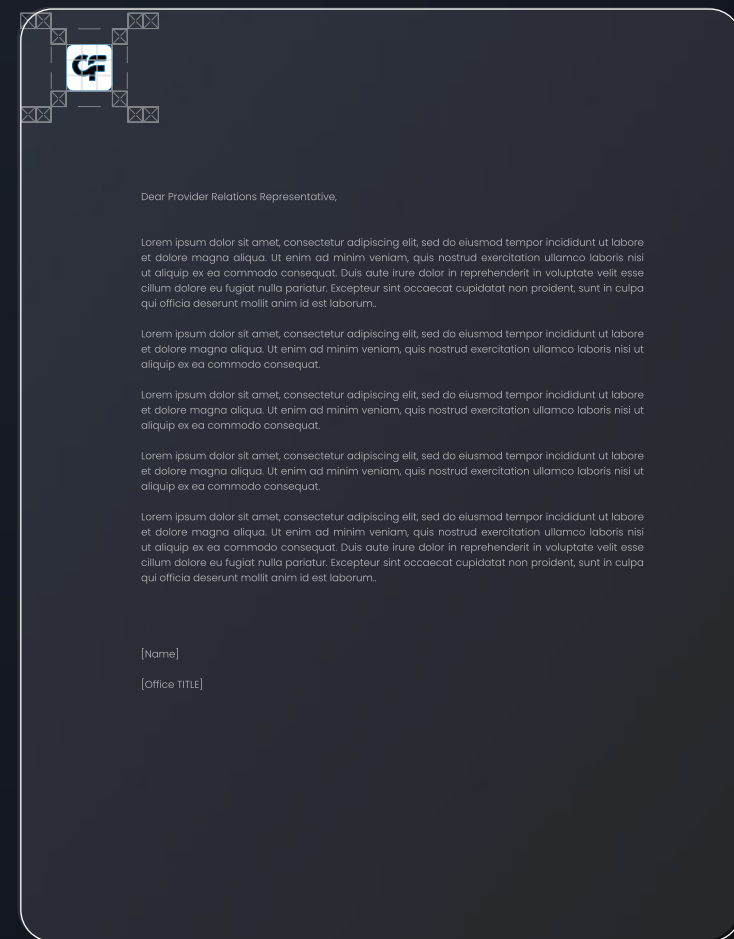 CF
Dear Provider Relations Representative,
Lorem ipsum dolor sit amet, consectetur adipiscing elit, sed do eiusmod tempor incididunt ut labore
et dolore magna aliqua. Ut enim ad minim veniam, quis nostrud exercitation ullamco laboris nisi
ut aliquip ex ea commodo consequat. Duis aute irure dolor in reprehenderit in voluptate velit esse
cillum dolore eu fugiat nulla pariatur. Excepteur sint occaecat cupidatat non proident, sunt in culpa
qui officia deserunt mollit anim id est laborum..
Lorem ipsum dolor sit amet, consectetur adipiscing elit, sed do eiusmod tempor incididunt ut labore
et dolore magna aliqua. Ut enim ad minim veniam, quis nostrud exercitation ullamco laboris nisi ut
aliquip ex ea commodo consequat.
Lorem ipsum dolor sit amet, consectetur adipiscing elit, sed do eiusmod tempor incididunt ut labore
et dolore magna aliqua. Ut enim ad minim veniam, quis nostrud exercitation ullamco laboris nisi ut
aliquip ex ea commodo consequat.
Lorem ipsum dolor sit amet, consectetur adipiscing elit, sed do eiusmod tempor incididunt ut labore
et dolore magna aliqua. Ut enim ad minim veniam, quis nostrud exercitation ullamco laboris nisi ut
aliquip ex ea commodo consequat.
Lorem ipsum dolor sit amet, consectetur adipiscing elit, sed do eiusmod tempor incididunt ut labore
et dolore magna aliqua. Ut enim ad minim veniam, quis nostrud exercitation ullamco laboris nisi
ut aliquip ex ea commodo consequat. Duis aute irure dolor in reprehenderit in voluptate velit esse
cillum dolore eu fugiat nulla pariatur. Excepteur sint occaecat cupidatat non proident, sunt in culpa
qui officia deserunt mollit anim id est laborum..
[Name]
[Office TITLE]